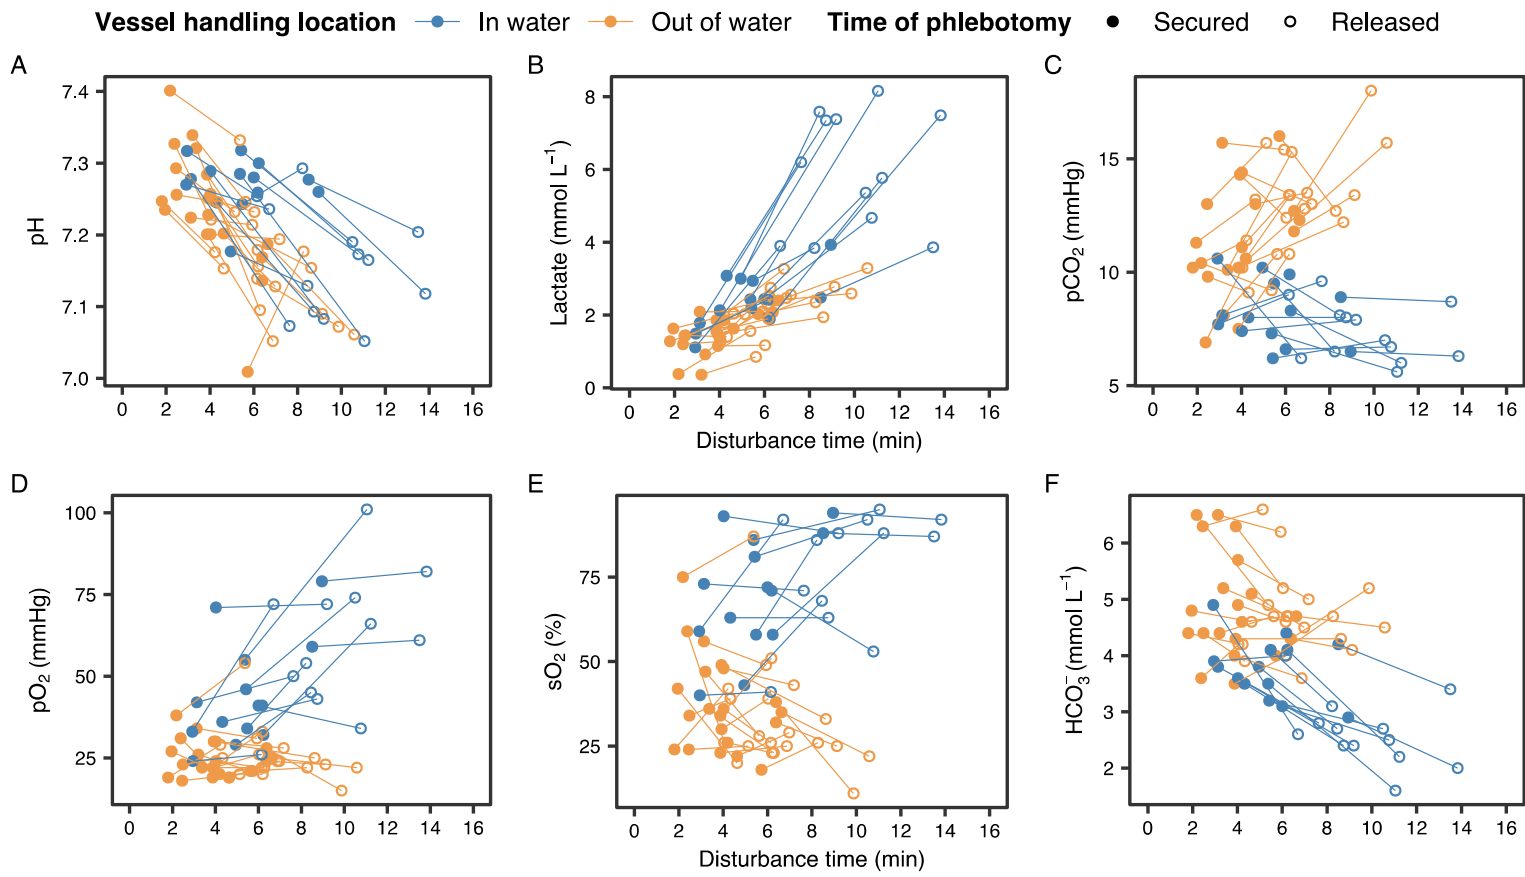 Vessel handling location In water Out of water Time of phlebotomy Secured Released
A B C
7.4
7.3
7.2
7.1
7.0
pH
0 2 4 6 8 10 12 14 16
8
6
4
2
0
Lactate (mmol L⁻¹)
0 2 4 6 8 10 12 14 16
Disturbance time (min)
15
10
5
pCO₂ (mmHg)
0 2 4 6 8 10 12 14 16
D E F
100
75
50
25
pO₂ (mmHg)
0 2 4 6 8 10 12 14 16
75
50
25
sO₂ (%)
0 2 4 6 8 10 12 14 16
Disturbance time (min)
6
5
4
3
2
HCO₃⁻ (mmol L⁻¹)
0 2 4 6 8 10 12 14 16